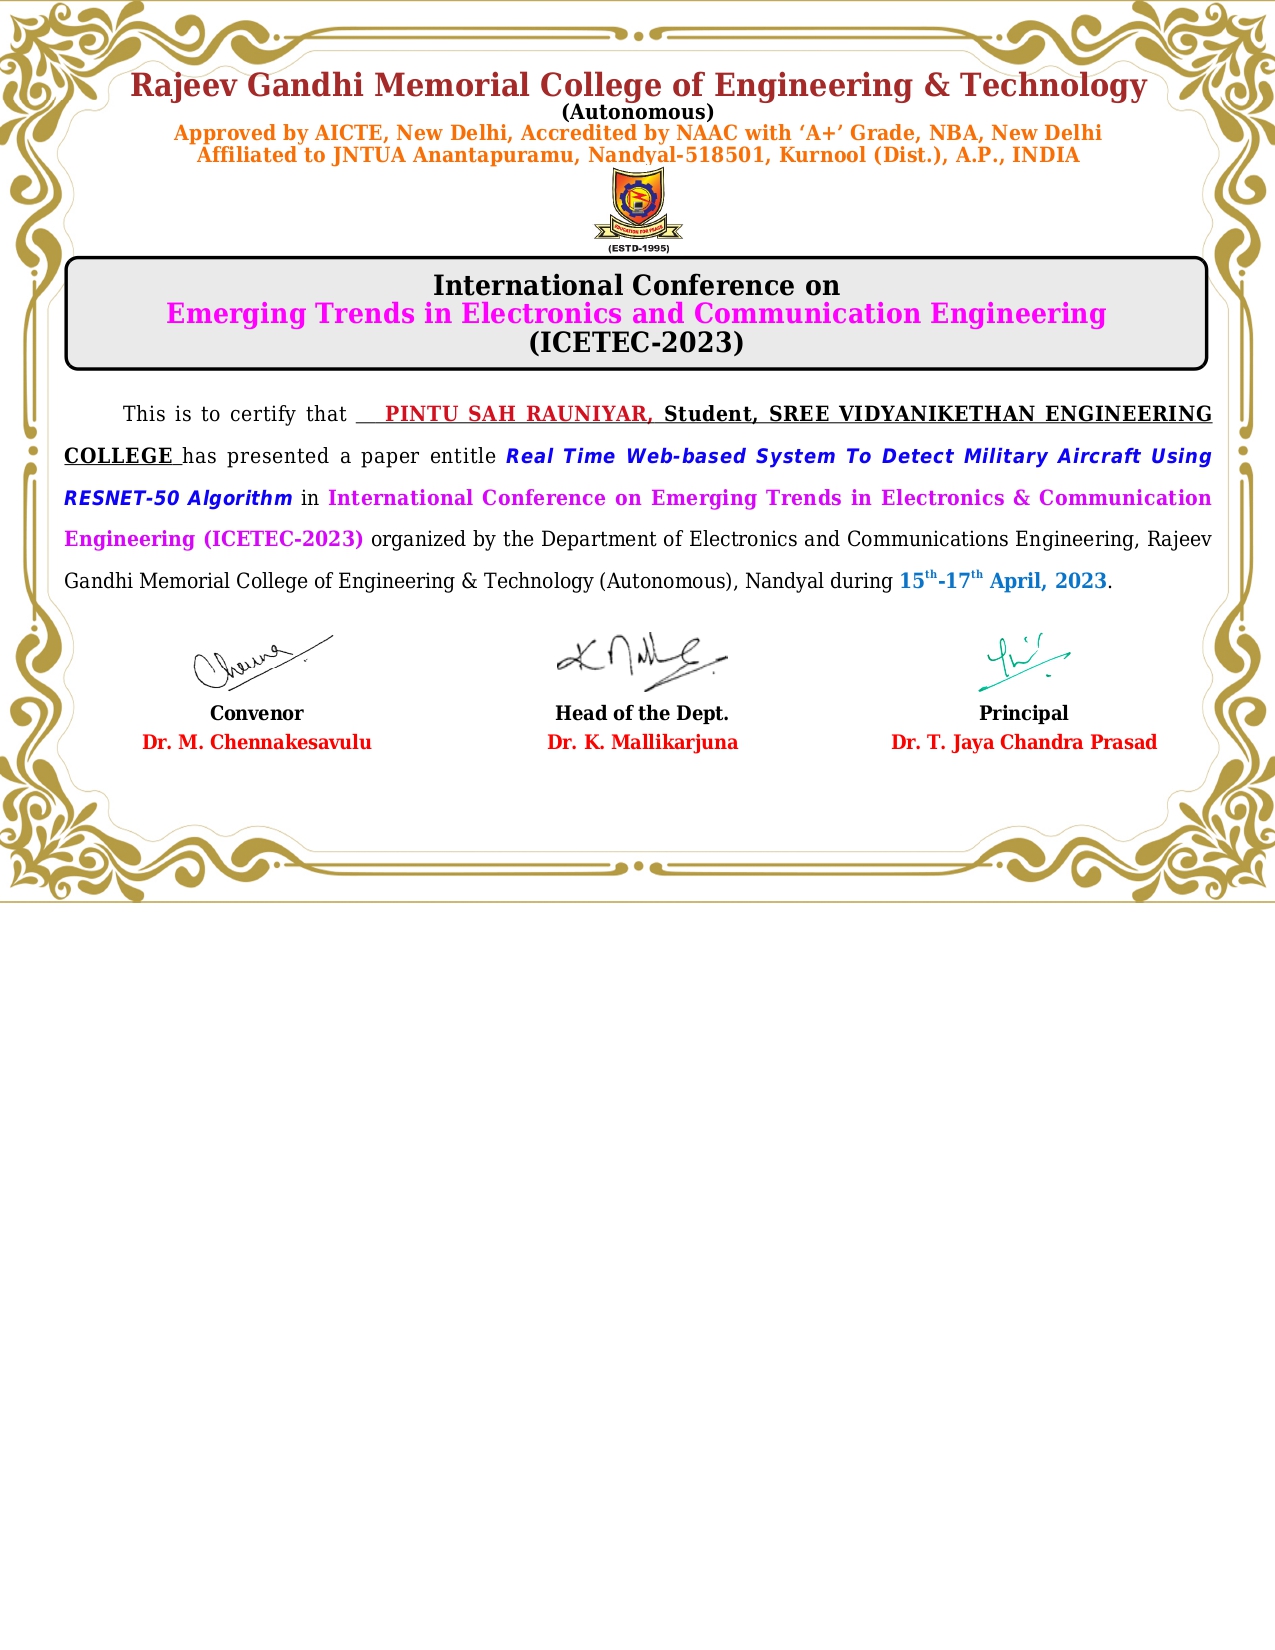 Rajeev Gandhi Memorial College of Engineering & Technology
(Autonomous)
Approved by AICTE, New Delhi, Accredited by NAAC with ‘A+’ Grade, NBA, New Delhi
Affiliated to JNTUA Anantapuramu, Nandyal-518501, Kurnool (Dist.), A.P., INDIA
EDUCATION FOR PEACE
(ESTD-1995)
International Conference on
Emerging Trends in Electronics and Communication Engineering
(ICETEC-2023)
This is to certify that PINTU SAH RAUNIYAR, Student, SREE VIDYANIKETHAN ENGINEERING
COLLEGE has presented a paper entitle Real Time Web-based System To Detect Military Aircraft Using
RESNET-50 Algorithm in International Conference on Emerging Trends in Electronics & Communication
Engineering (ICETEC-2023) organized by the Department of Electronics and Communications Engineering, Rajeev
Gandhi Memorial College of Engineering & Technology (Autonomous), Nandyal during 15th-17th April, 2023.
Convenor Head of the Dept. Principal
Dr. M. Chennakesavulu Dr. K. Mallikarjuna Dr. T. Jaya Chandra Prasad